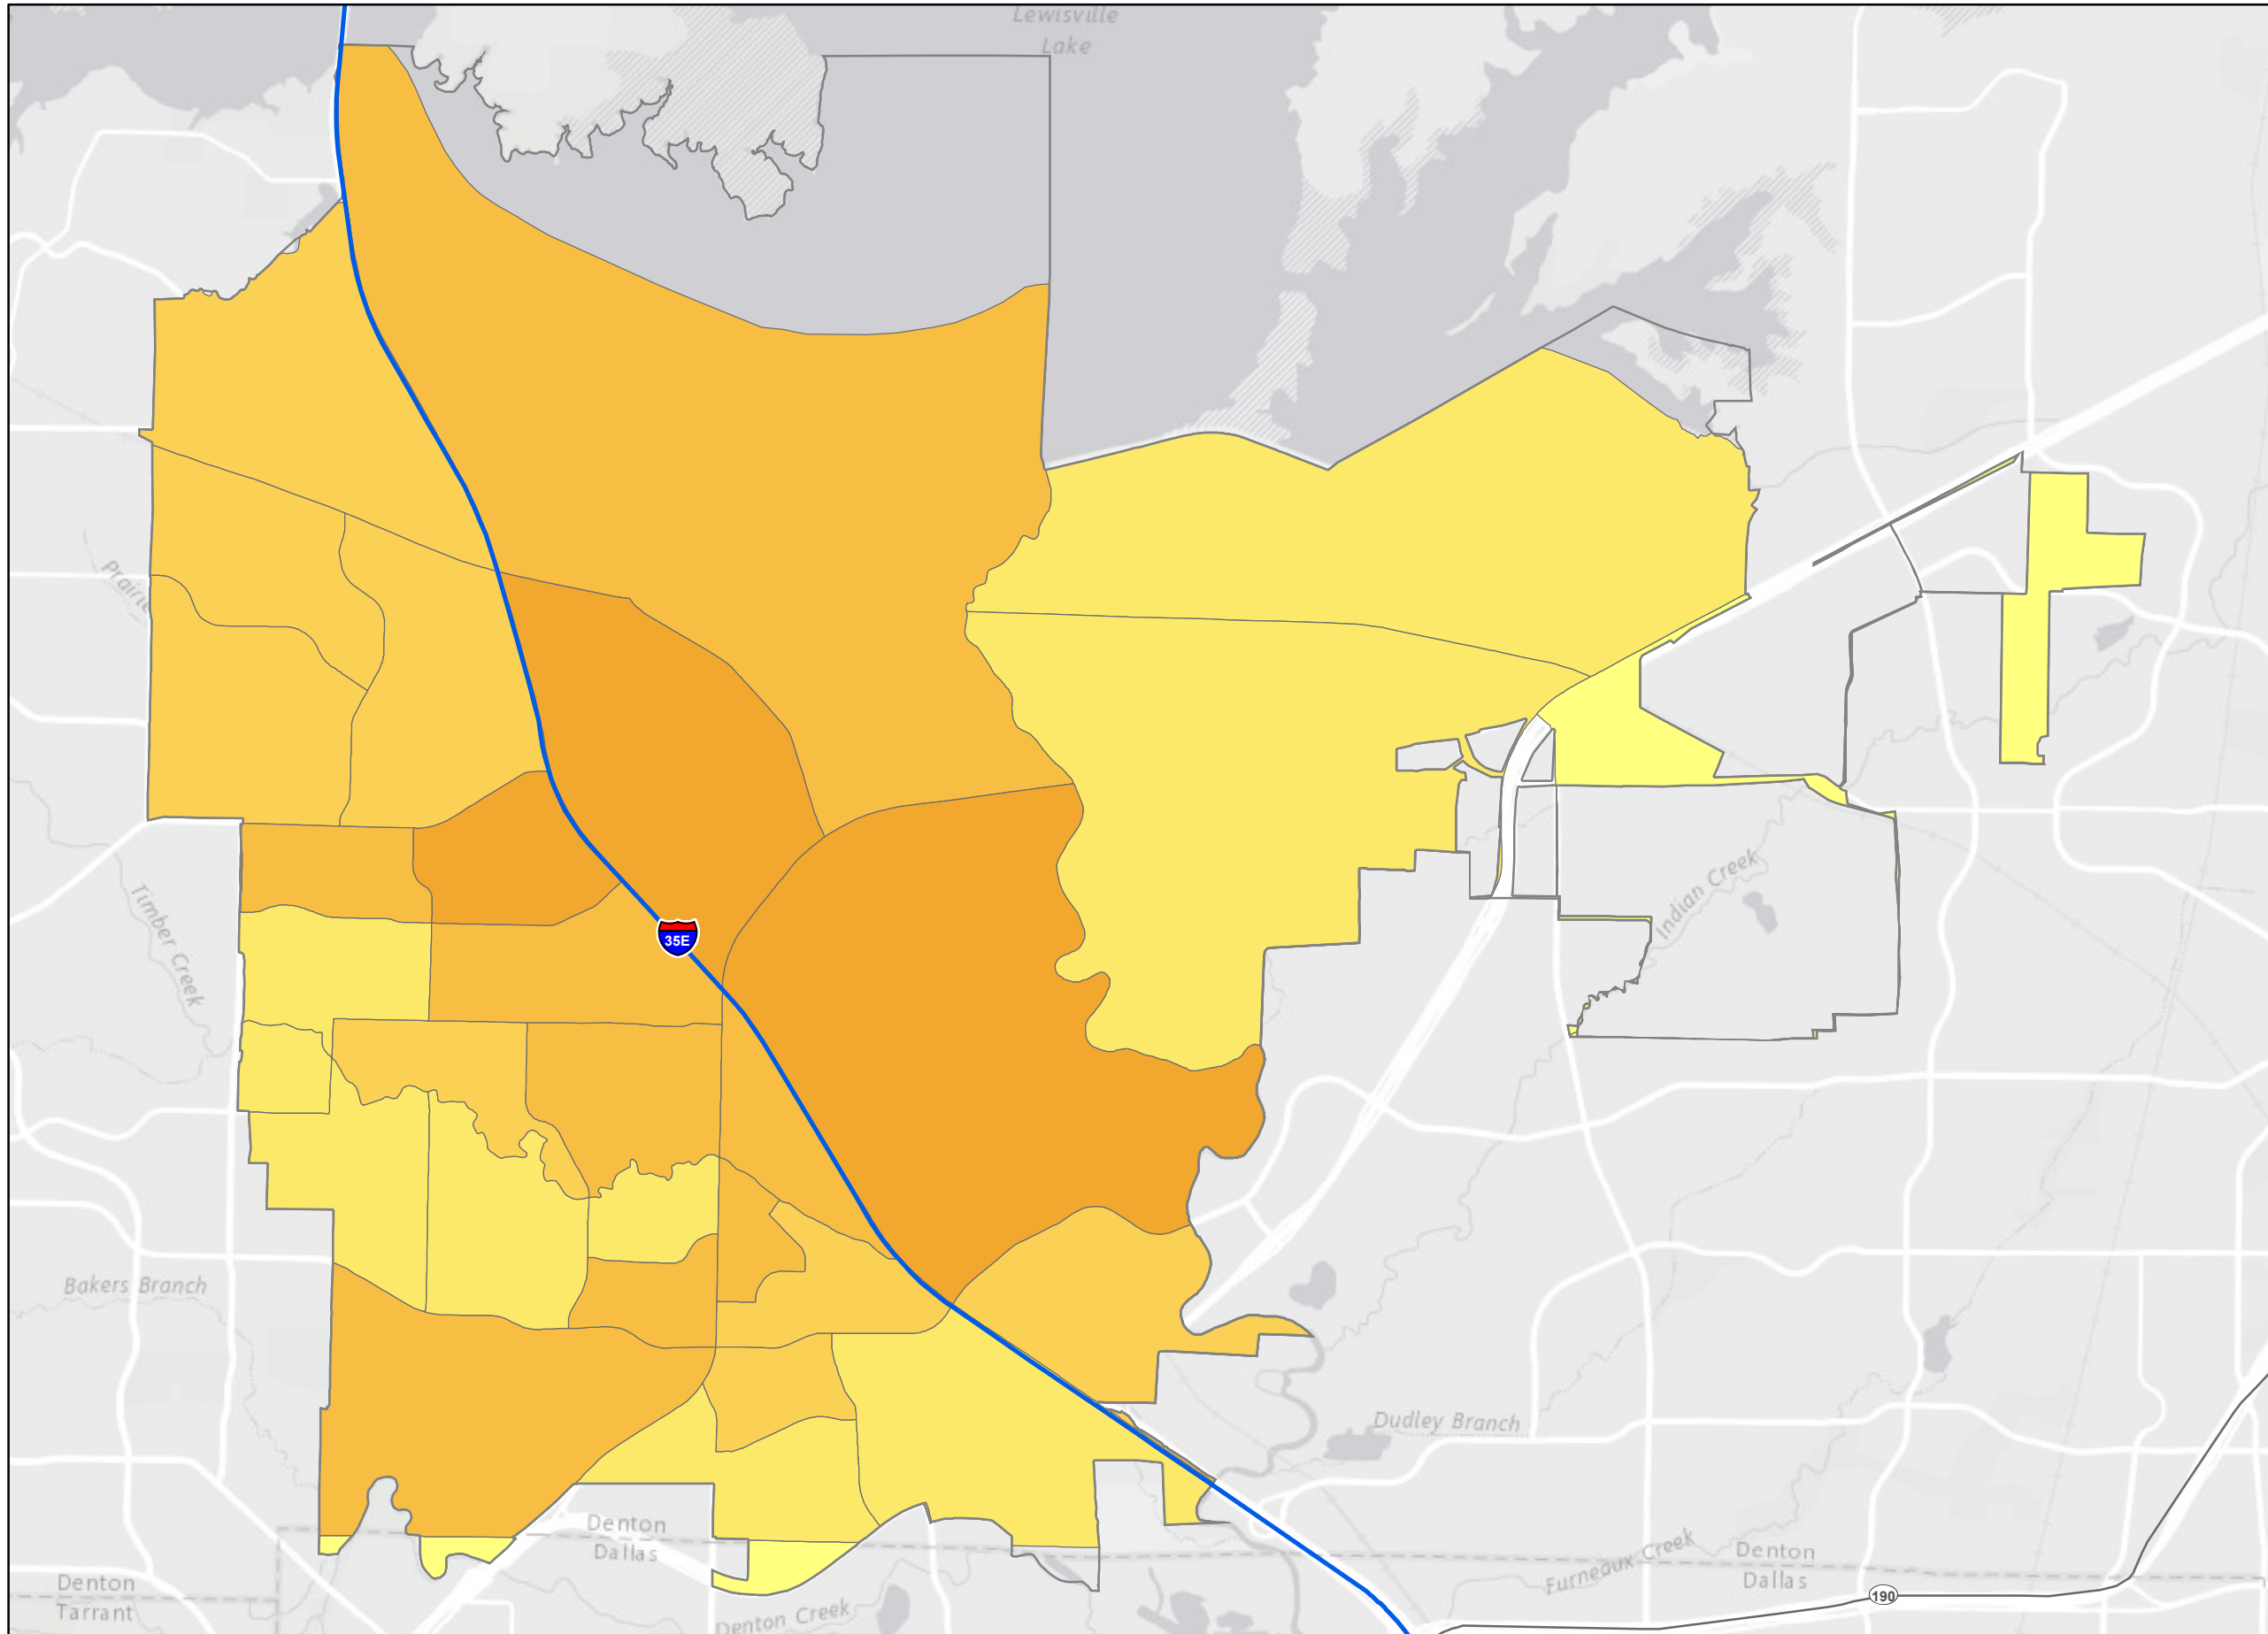 Lewisville
Lake
Prairie
Timber Creek
35E
Indian Creek
Bakers Branch
Dudley Branch
Denton
Dallas
Furneaux Creek
Denton
Dallas
Denton
Tarrant
Denton Creek
190